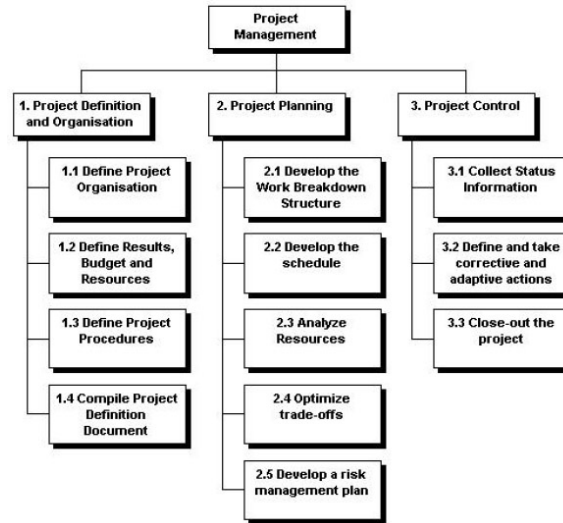 Project
Management
1. Project Definition
and Organisation
2. Project Planning
3. Project Control
1.1 Define Project
Organisation
1.2 Define Results,
Budget and
Resources
1.3 Define Project
Procedures
1.4 Compile Project
Definition
Document
2.1 Develop the
Work Breakdown
Structure
2.2 Develop the
schedule
2.3 Analyze
Resources
2.4 Optimize
trade-offs
2.5 Develop a risk
management plan
3.1 Collect Status
Information
3.2 Define and take
corrective and
adaptive actions
3.3 Close-out the
project